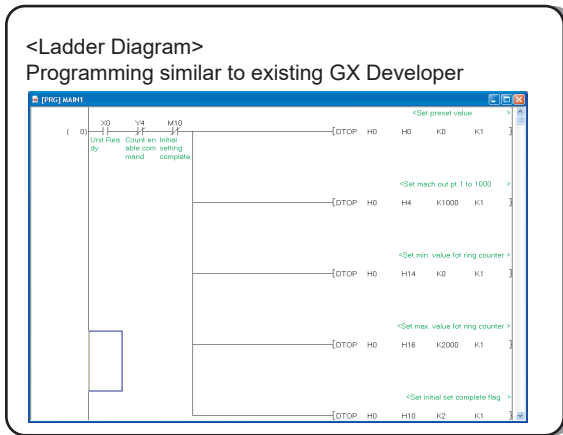 <Ladder Diagram>
Programming similar to existing GX Developer
[PRG] MAIN1
<Set preset value >
X0 Y4 M10
( 0) [DTOP H0 H0 K0 K1 ]
Unit Rea Count en Initial
dy able com setting
mand complete
<Set mach.out pt.1 to 1000 >
[DTOP H0 H4 K1000 K1 ]
<Set min. value fot ring counter >
[DTOP H0 H14 K0 K1 ]
<Set max. value fot ring counter >
[DTOP H0 H16 K2000 K1 ]
<Set initial set complete flag >
[DTOP H0 H10 K2 K1 ]